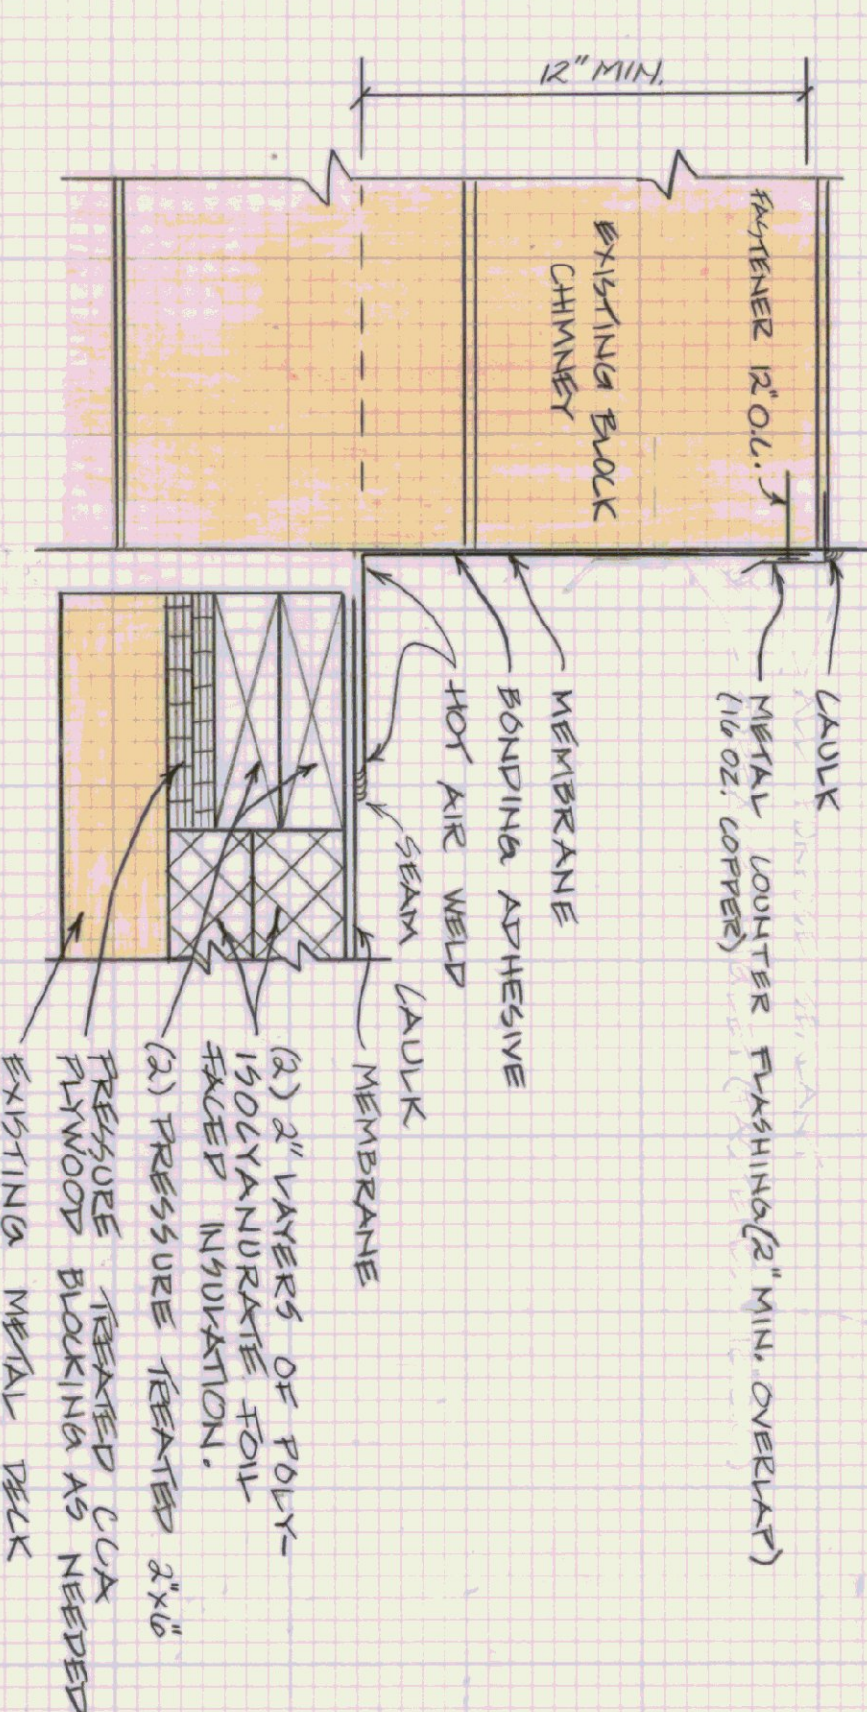 12" MIN.
FASTENER 12" O.C.
EXISTING BLOCK
CHIMNEY
CAULK
METAL COUNTER FLASHING (2" MIN. OVERLAP)
(16 OZ. COPPER)
MEMBRANE
BONDING ADHESIVE
HOT AIR WELD
SEAM CAULK
MEMBRANE
(2) 2" LAYERS OF POLY-
ISOCYANURATE FOIL
FACED INSULATION.
(2) PRESSURE TREATED 2"X6"
PRESSURE TREATED CCA
PLYWOOD BLOCKING AS NEEDED
EXISTING METAL DECK